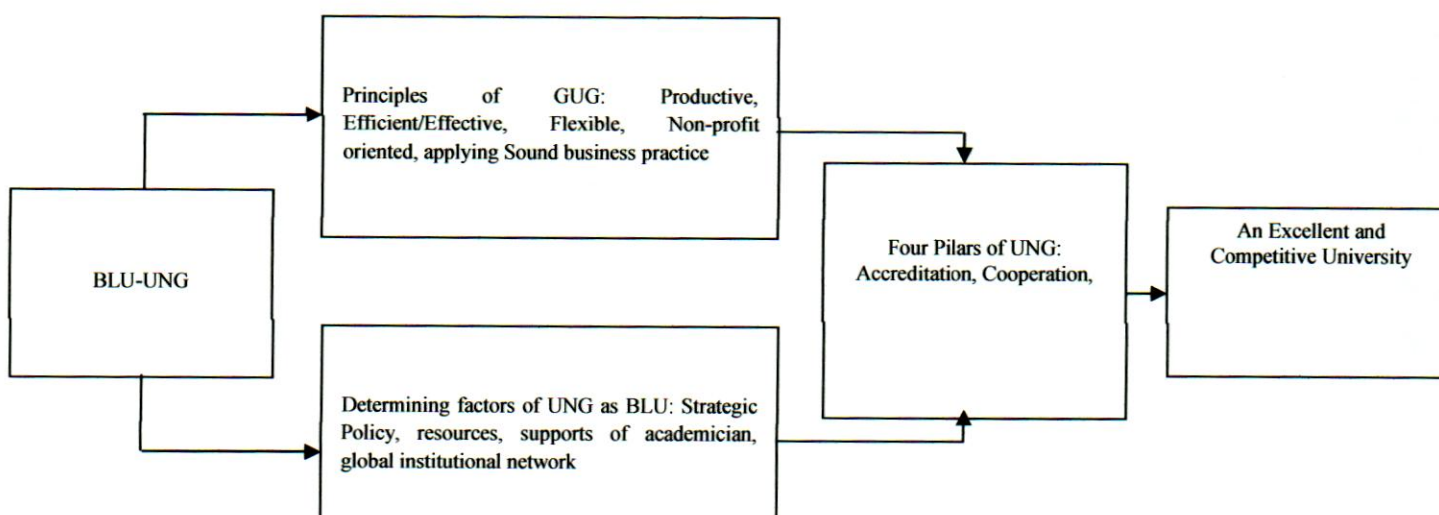 Principles of GUG: Productive,
Efficient/Effective, Flexible, Non-profit
oriented, applying Sound business practice
BLU-UNG
Four Pilars of UNG:
Accreditation, Cooperation,
An Excellent and
Competitive University
Determining factors of UNG as BLU: Strategic
Policy, resources, supports of academician,
global institutional network